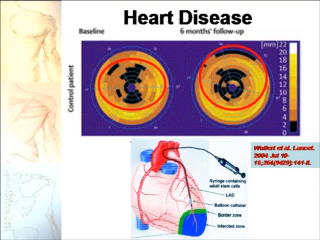 Heart Disease
Baseline
6 months' follow-up
Control patient
[mm]
22
20
18
16
14
12
10
8
6
4
2
0
Syringe containing
adult stem cells
LAD
Balloon catheter
Border zone
Infarcted zone
Wollert et al. Lancet.
2004 Jul 10-
16;364(9429):141-8.